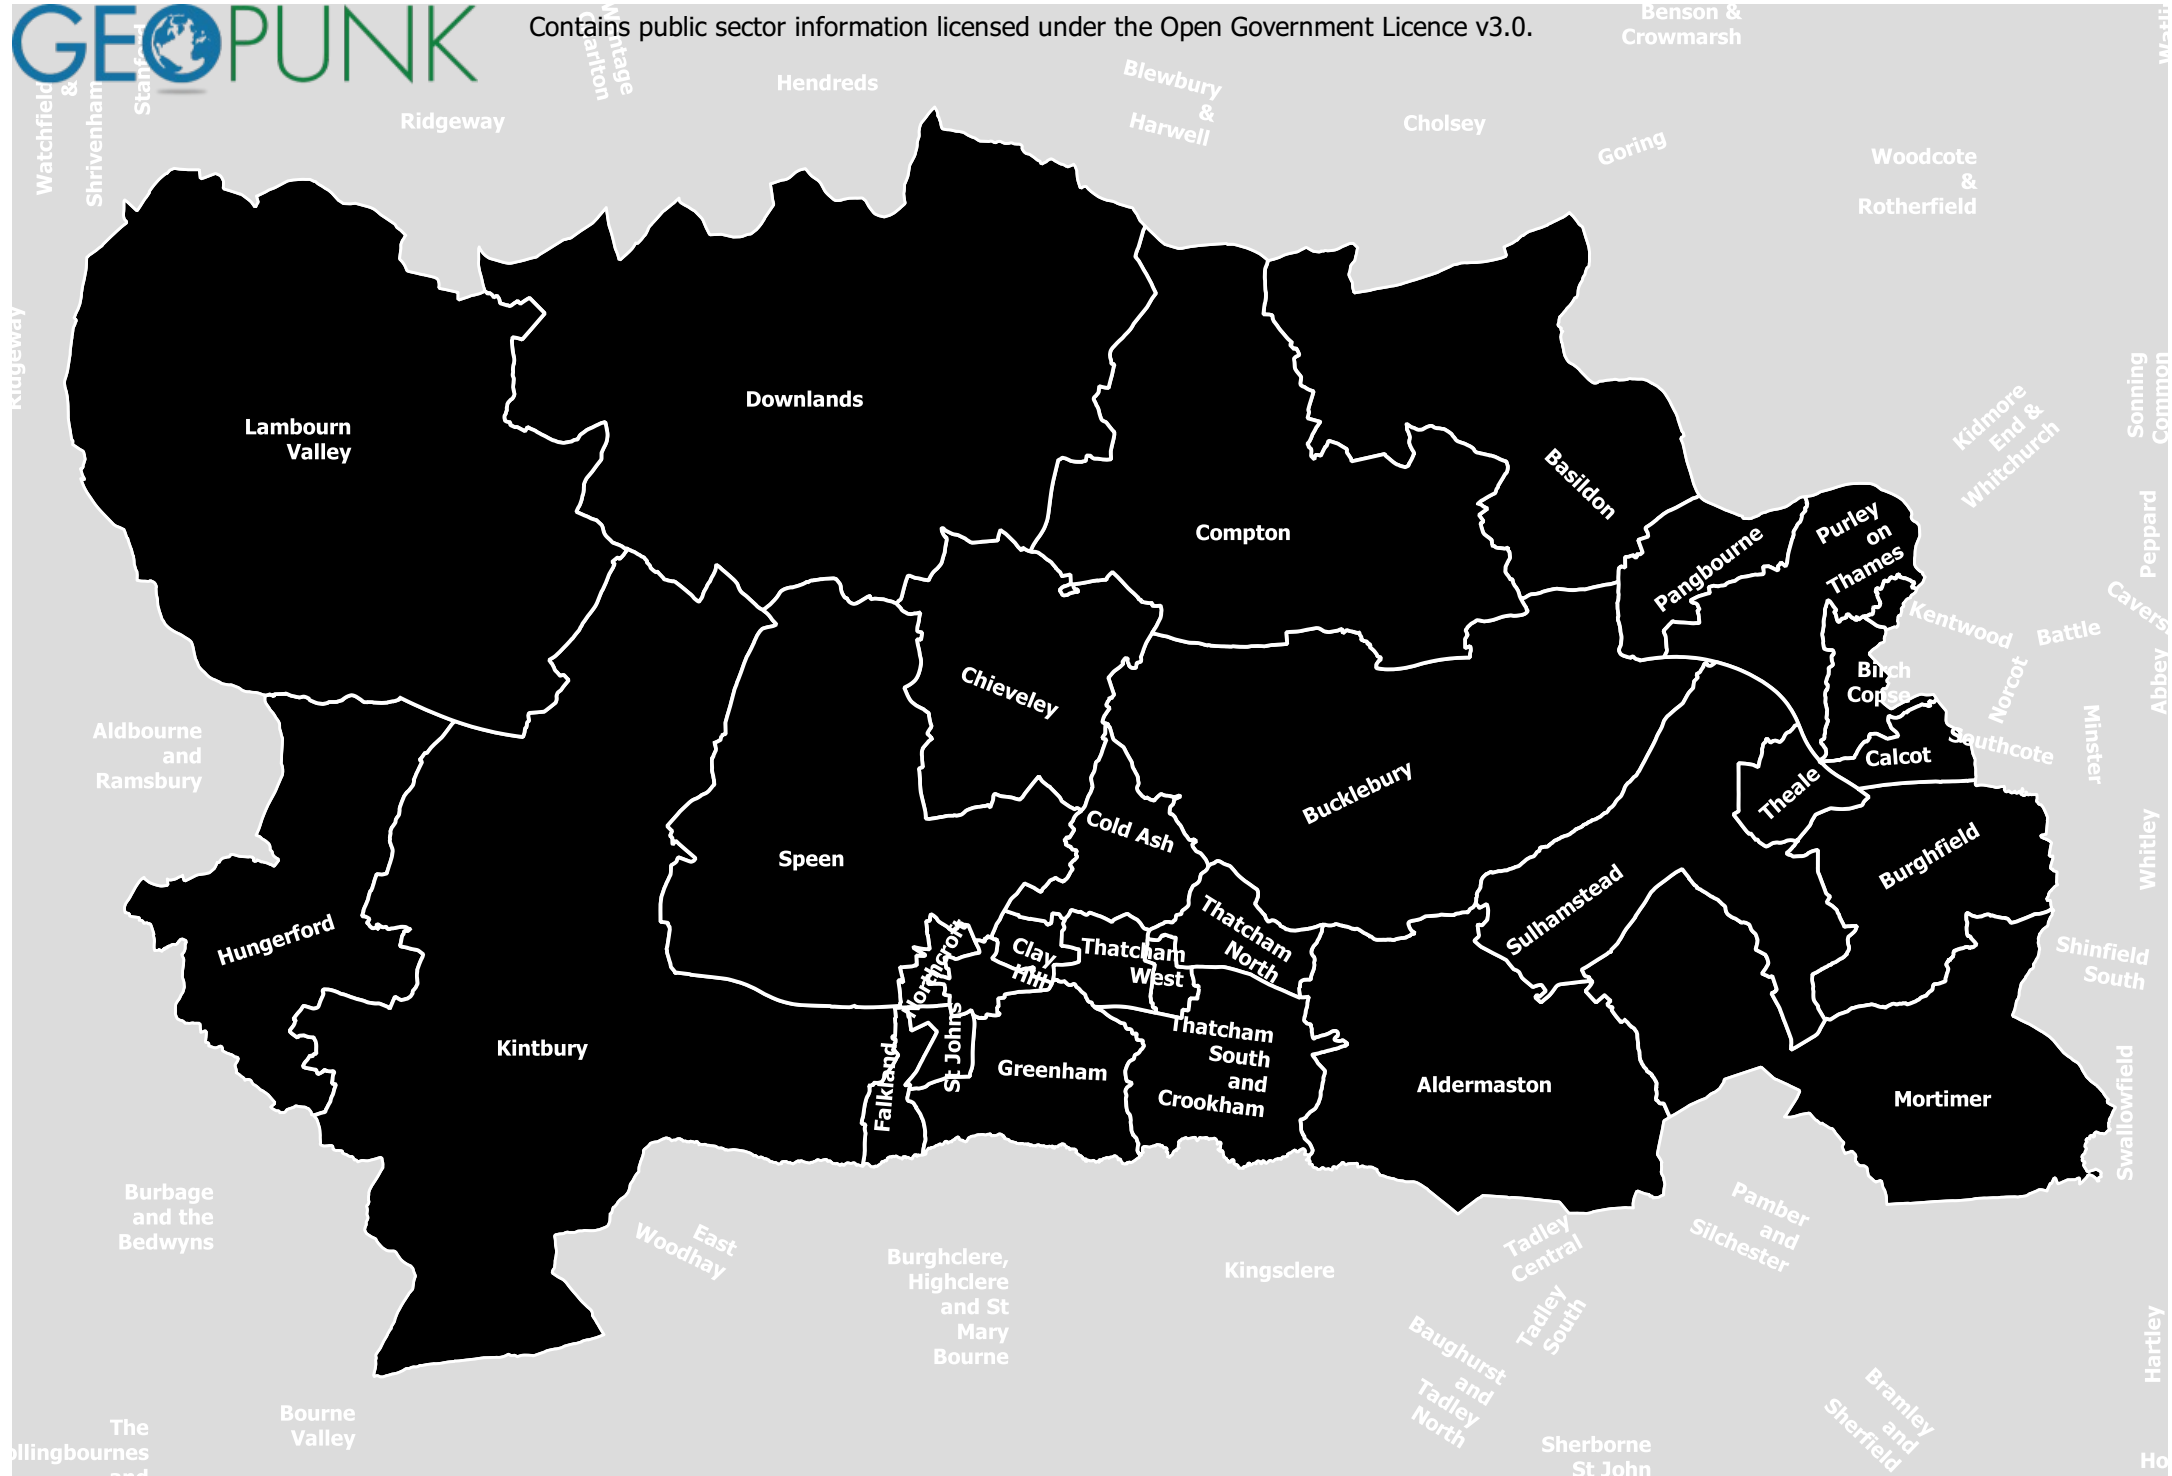 GEOPUNK
Contains public sector information licensed under the Open Government Licence v3.0.
Benson &
Crowmarsh
Watchfield
&
Shrivenham
Ridgeway
Hendreds
Blewbury
&
Harwell
Cholsey
Goring
Woodcote
&
Rotherfield
Ridgeway
Lambourn
Valley
Downlands
Compton
Basildon
Pangbourne
Purley
on
Thames
Kidmore
End &
Whitchurch
Sonning
Common
Peppard
Kentwood
Battle
Norcot
Abbey
Minster
Southcote
Birch
Copse
Calcot
Theale
Chieveley
Bucklebury
Cold Ash
Speen
Aldbourne
and
Ramsbury
Hungerford
Kintbury
Northcroft
Clay
Hill
Thatcham
West
Thatcham
North
Thatcham
South
and
Crookham
St Johns
Falkland
Greenham
Aldermaston
Sulhamstead
Burghfield
Mortimer
Whitley
Shinfield
South
Swallowfield
Burbage
and the
Bedwyns
East
Woodhay
Burghclere,
Highclere
and St
Mary
Bourne
Kingsclere
Tadley
Central
Tadley
South
Pamber
and
Silchester
Baughurst
and
Tadley
North
Bramley
and
Sherfield
Hartley
Bourne
Valley
The
ollingbournes
and
Sherborne
St John
Ho